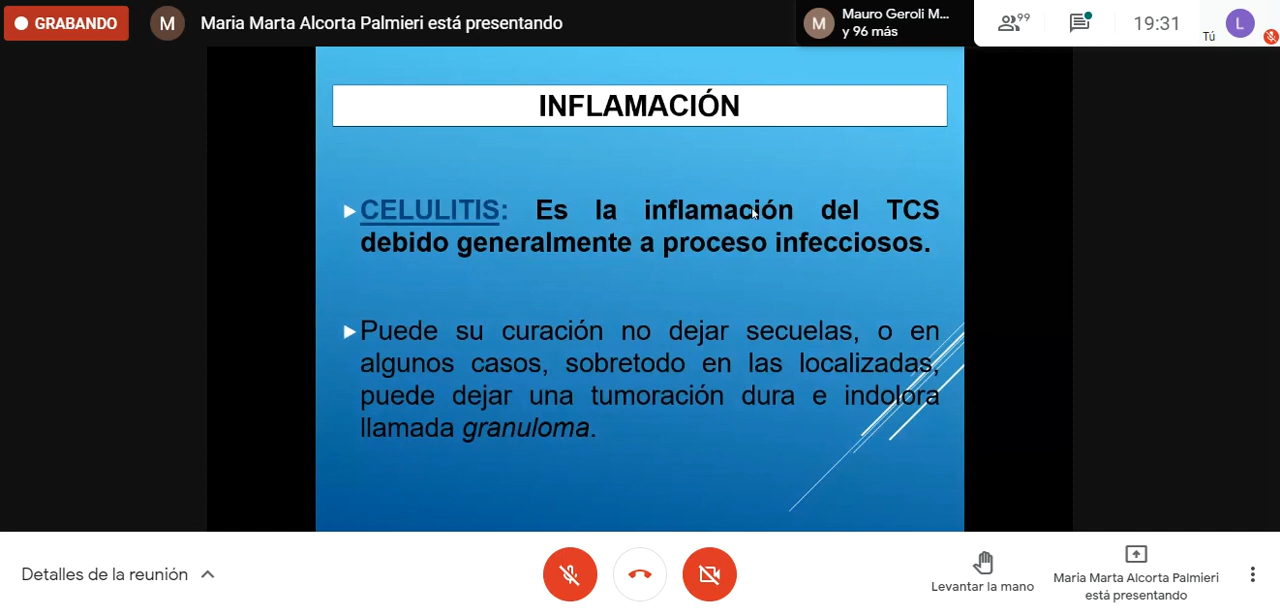 GRABANDO
M
Maria Marta Alcorta Palmieri está presentando
M
Mauro Geroli M...
y 96 más
99
19:31
Tú
L
INFLAMACIÓN
CELULITIS: Es la inflamación del TCS
debido generalmente a proceso infecciosos.
Puede su curación no dejar secuelas, o en
algunos casos, sobretodo en las localizadas,
puede dejar una tumoración dura e indolora
llamada granuloma.
Detalles de la reunión
Levantar la mano
Maria Marta Alcorta Palmieri
está presentando